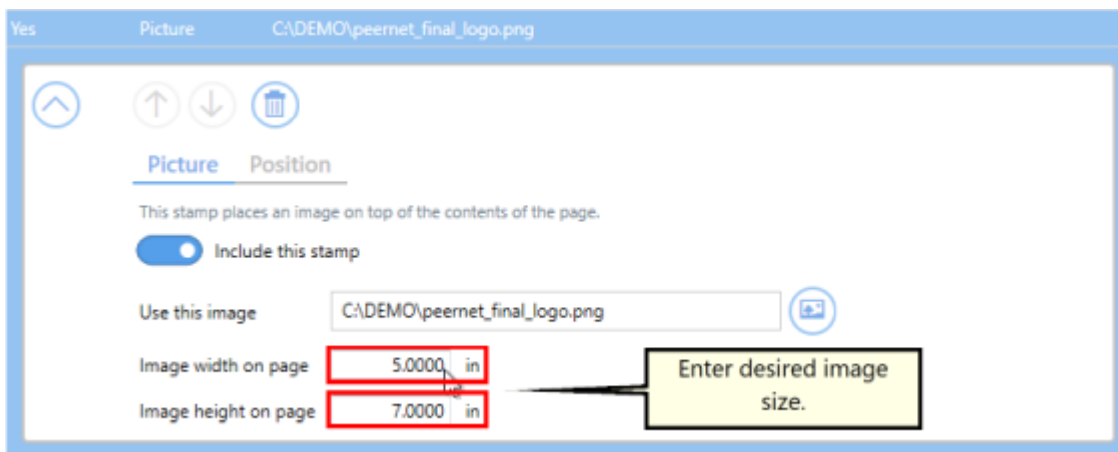 Yes Picture C:\DEMO\peernet_final_logo.png
Picture Position
This stamp places an image on top of the contents of the page.
Include this stamp
Use this image C:\DEMO\peernet_final_logo.png
Image width on page 5.0000 in
Image height on page 7.0000 in
Enter desired image
size.